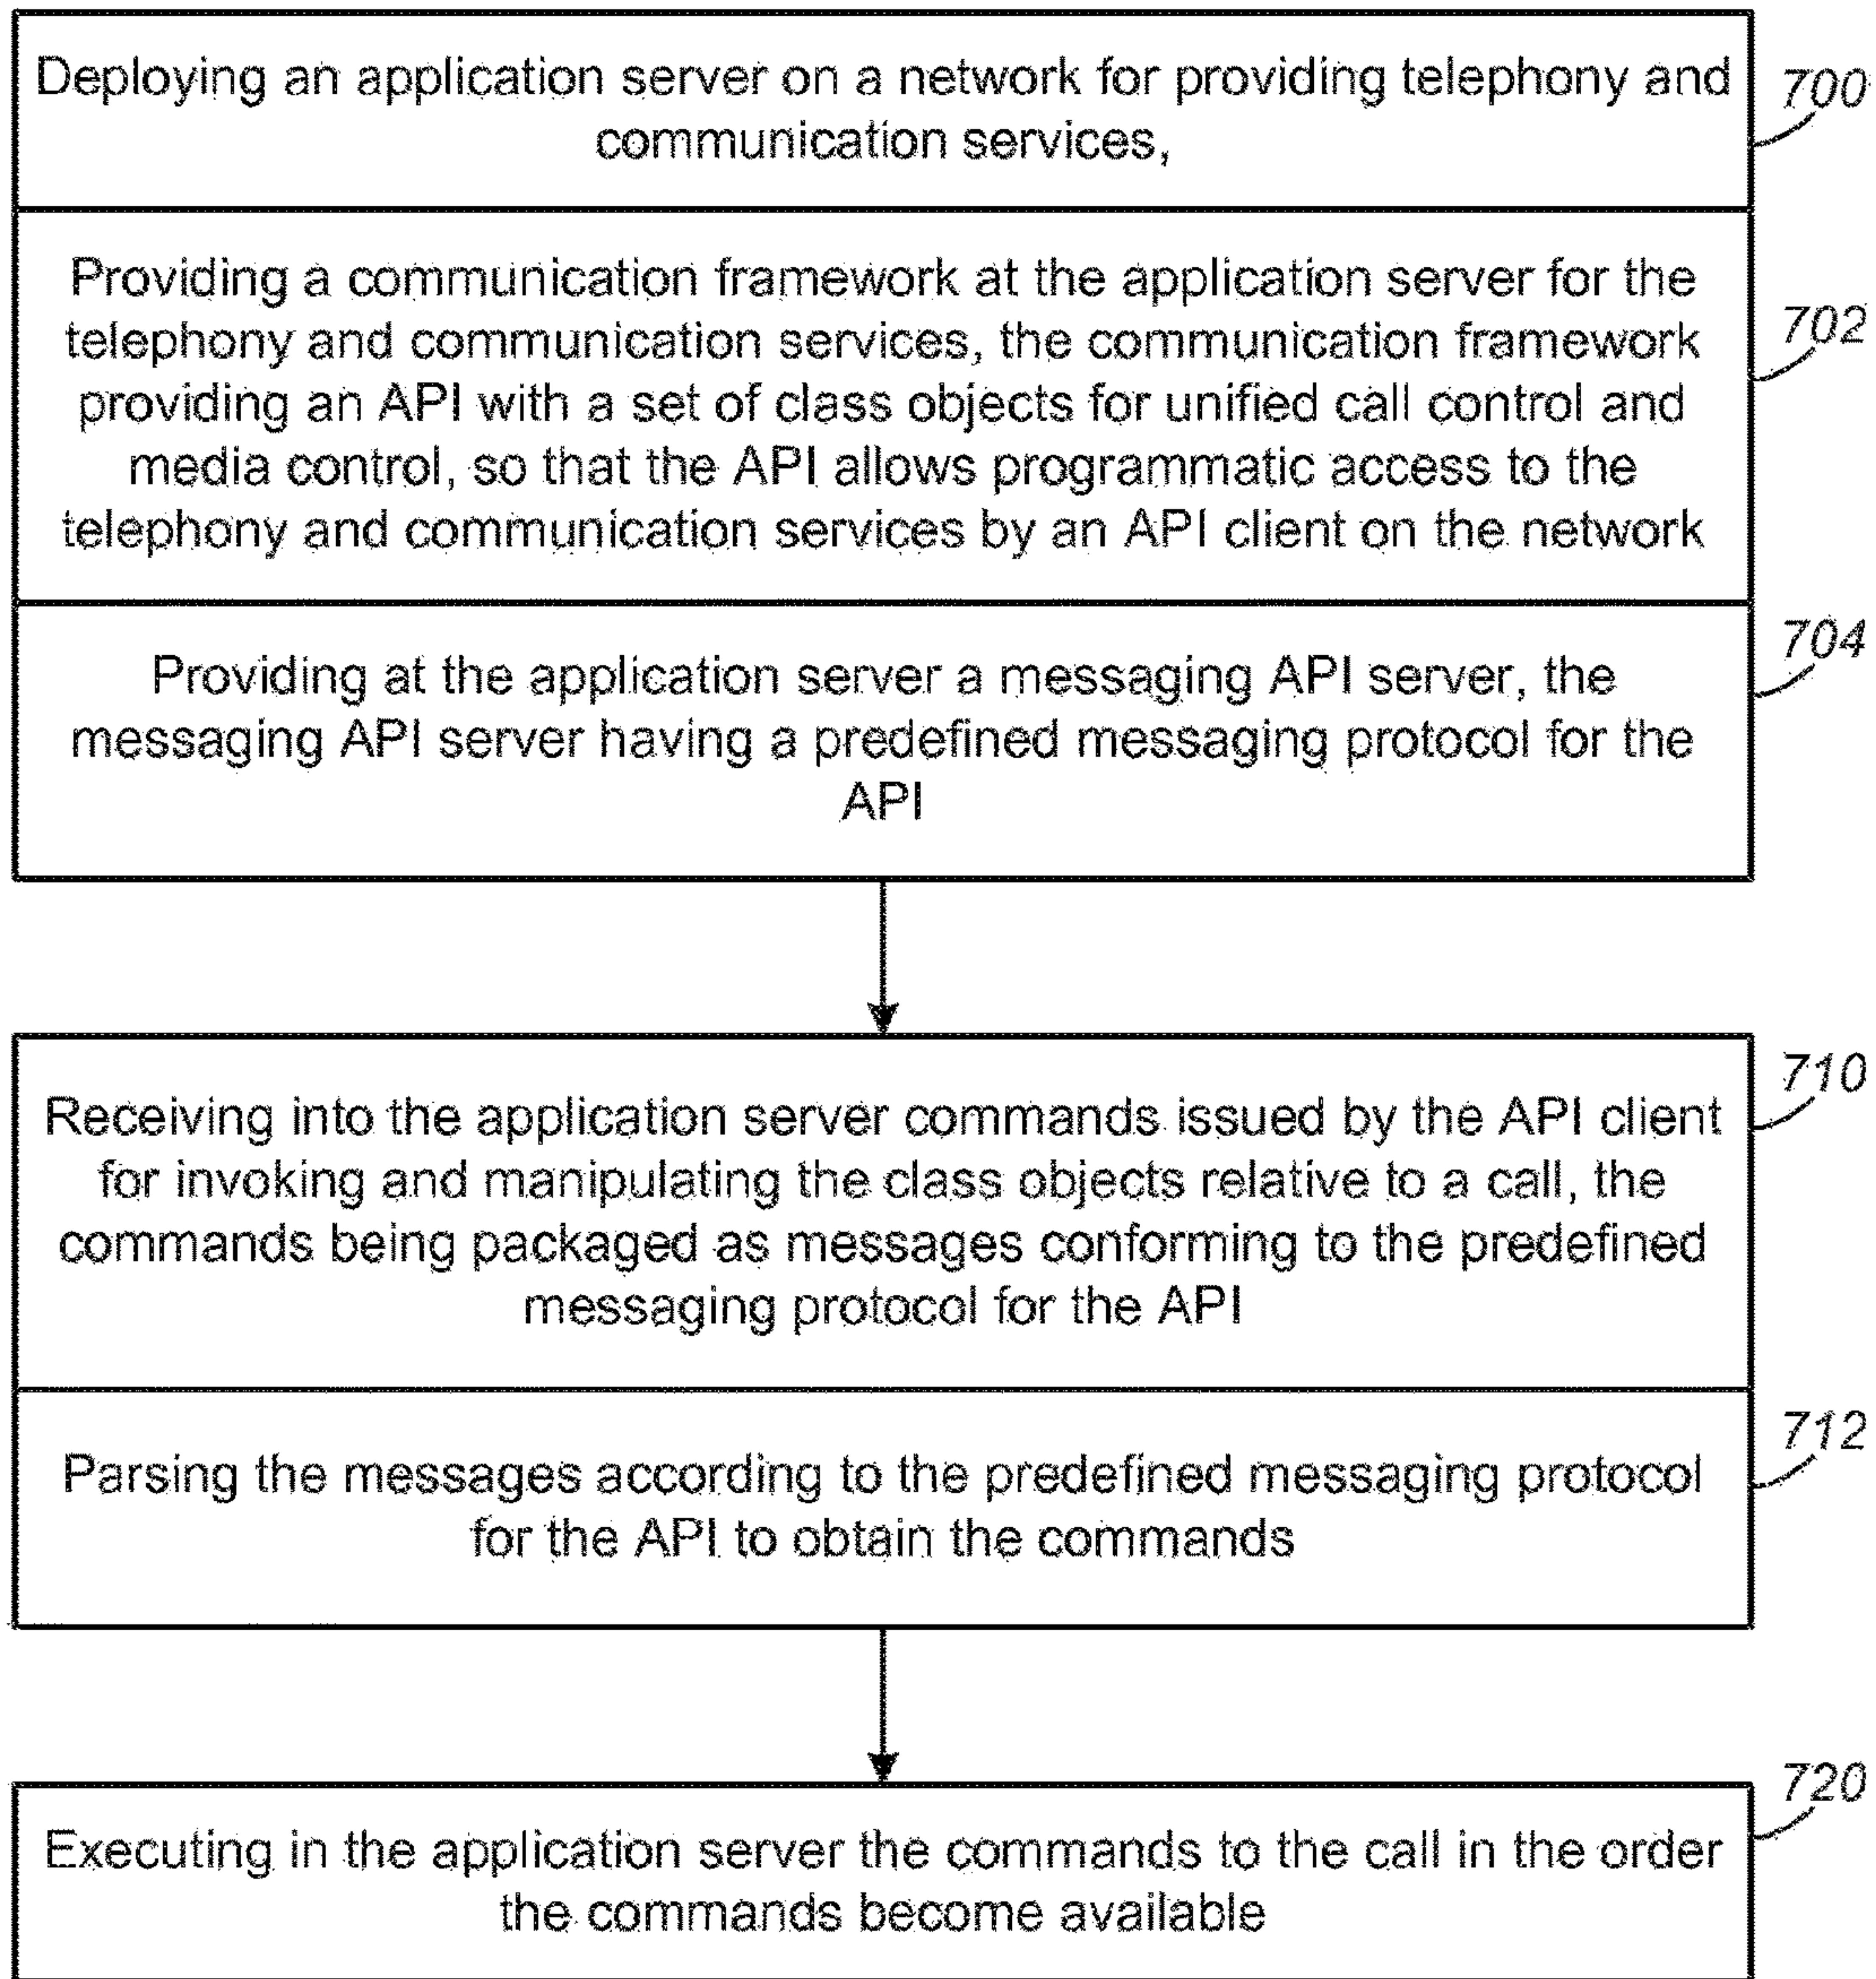 Deploying an application server on a network for providing telephony and
communication services,
700
Providing a communication framework at the application server for the
telephony and communication services, the communication framework
providing an API with a set of class objects for unified call control and
media control, so that the API allows programmatic access to the
telephony and communication services by an API client on the network
702
Providing at the application server a messaging API server, the
messaging API server having a predefined messaging protocol for the
API
704
Receiving into the application server commands issued by the API client
for invoking and manipulating the class objects relative to a call, the
commands being packaged as messages conforming to the predefined
messaging protocol for the API
710
Parsing the messages according to the predefined messaging protocol
for the API to obtain the commands
712
Executing in the application server the commands to the call in the order
the commands become available
720